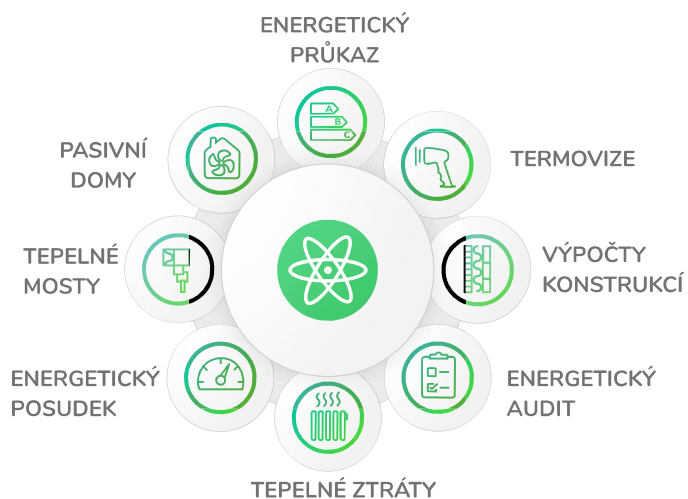 ENERGETICKÝ
PRŮKAZ
A
B
C
PASIVNÍ
DOMY
TERMOVIZE
TEPELNÉ
MOSTY
VÝPOČTY
KONSTRUKCÍ
ENERGETICKÝ
POSUDEK
ENERGETICKÝ
AUDIT
TEPELNÉ ZTRÁTY